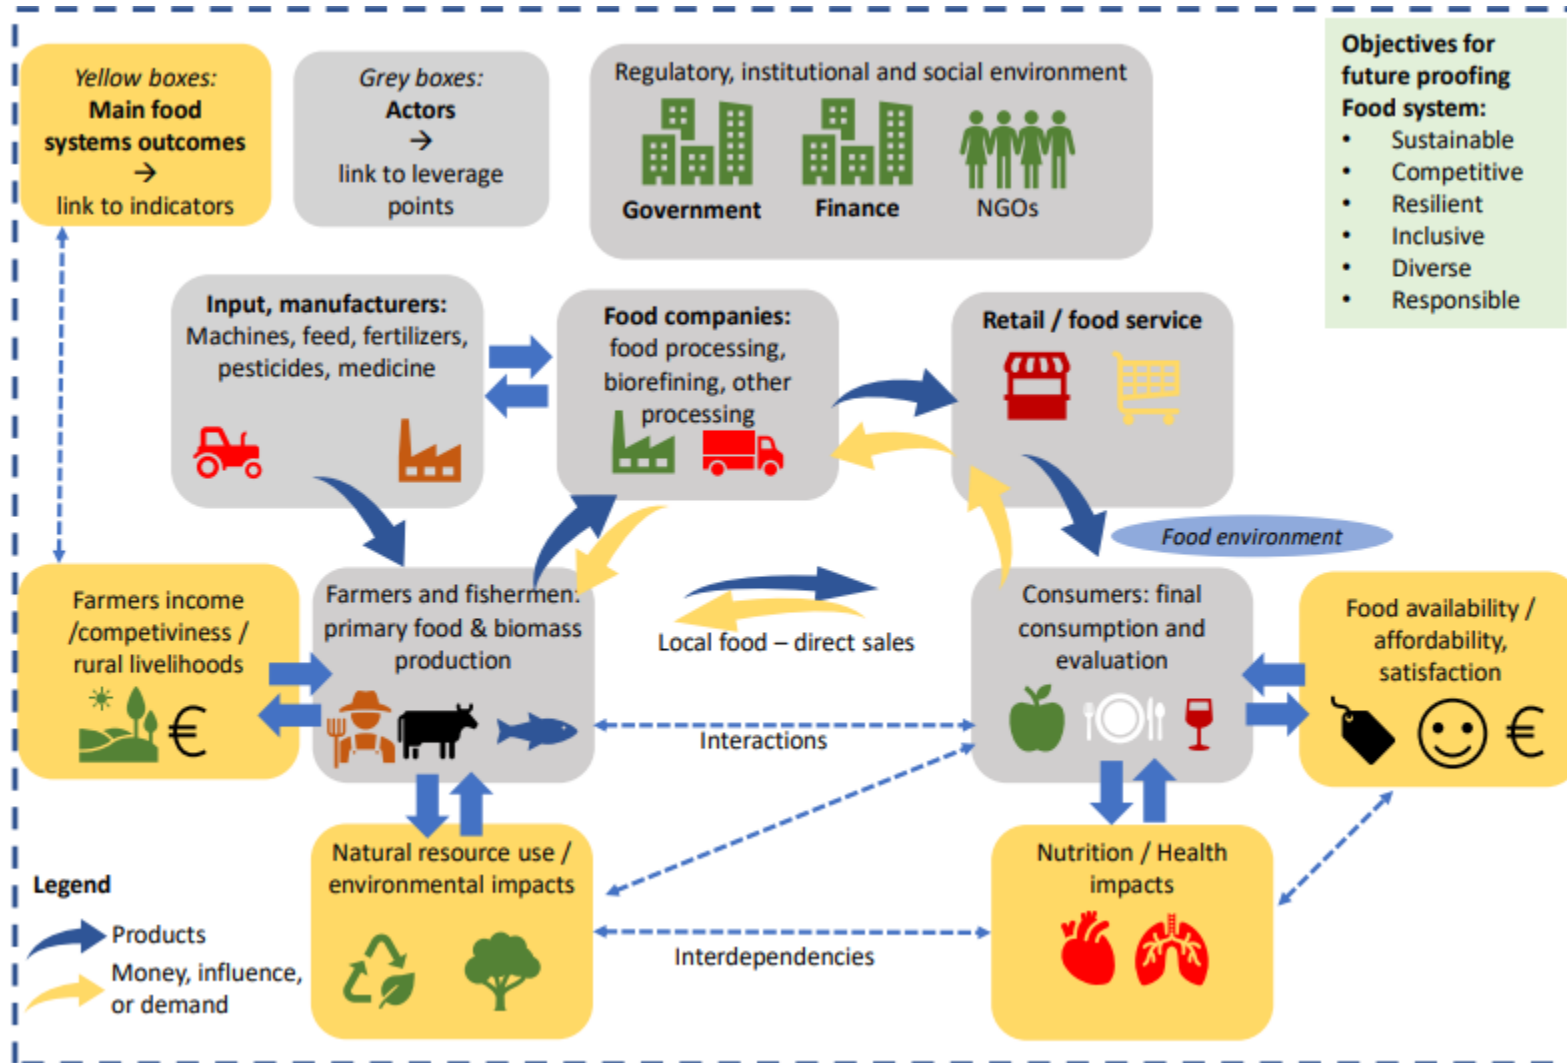 Yellow boxes:
Main food
systems outcomes
→
link to indicators
Grey boxes:
Actors
→
link to leverage
points
Regulatory, institutional and social environment
Government
Finance
NGOs
Objectives for
future proofing
Food system:
• Sustainable
• Competitive
• Resilient
• Inclusive
• Diverse
• Responsible
Input, manufacturers:
Machines, feed, fertilizers,
pesticides, medicine
Food companies:
food processing,
biorefining, other
processing
Retail / food service
Food environment
Farmers income
/competiviness /
rural livelihoods
€
Farmers and fishermen:
primary food & biomass
production
Local food – direct sales
Consumers: final
consumption and
evaluation
Food availability /
affordability,
satisfaction
€
Interactions
Natural resource use /
environmental impacts
Nutrition / Health
impacts
Interdependencies
Legend
Products
Money, influence,
or demand